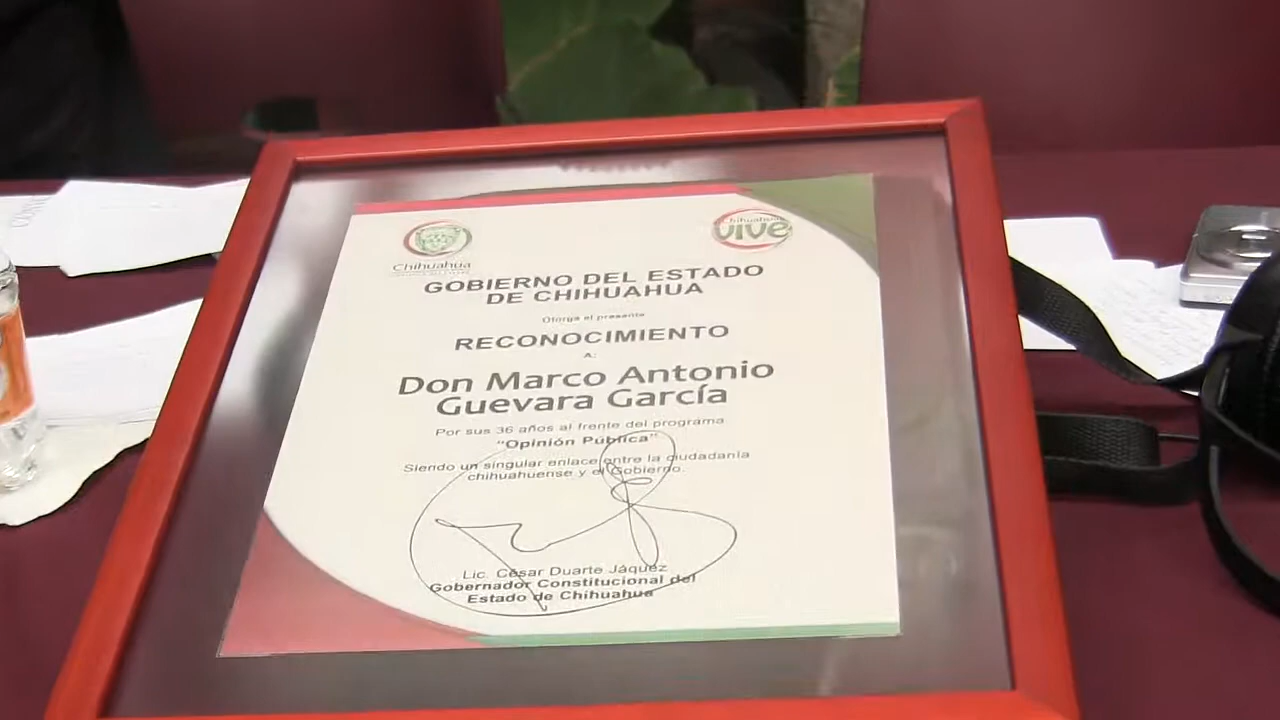 Chihuahua
Chihuahua
vive
GOBIERNO DEL ESTADO
DE CHIHUAHUA
Otorga el presente
RECONOCIMIENTO
A:
Don Marco Antonio
Guevara García
Por sus 36 años al frente del programa
"Opinión Pública"
Siendo un singular enlace entre la ciudadanía
chihuahuense y el Gobierno.
Lic. César Duarte Jáquez
Gobernador Constitucional del
Estado de Chihuahua